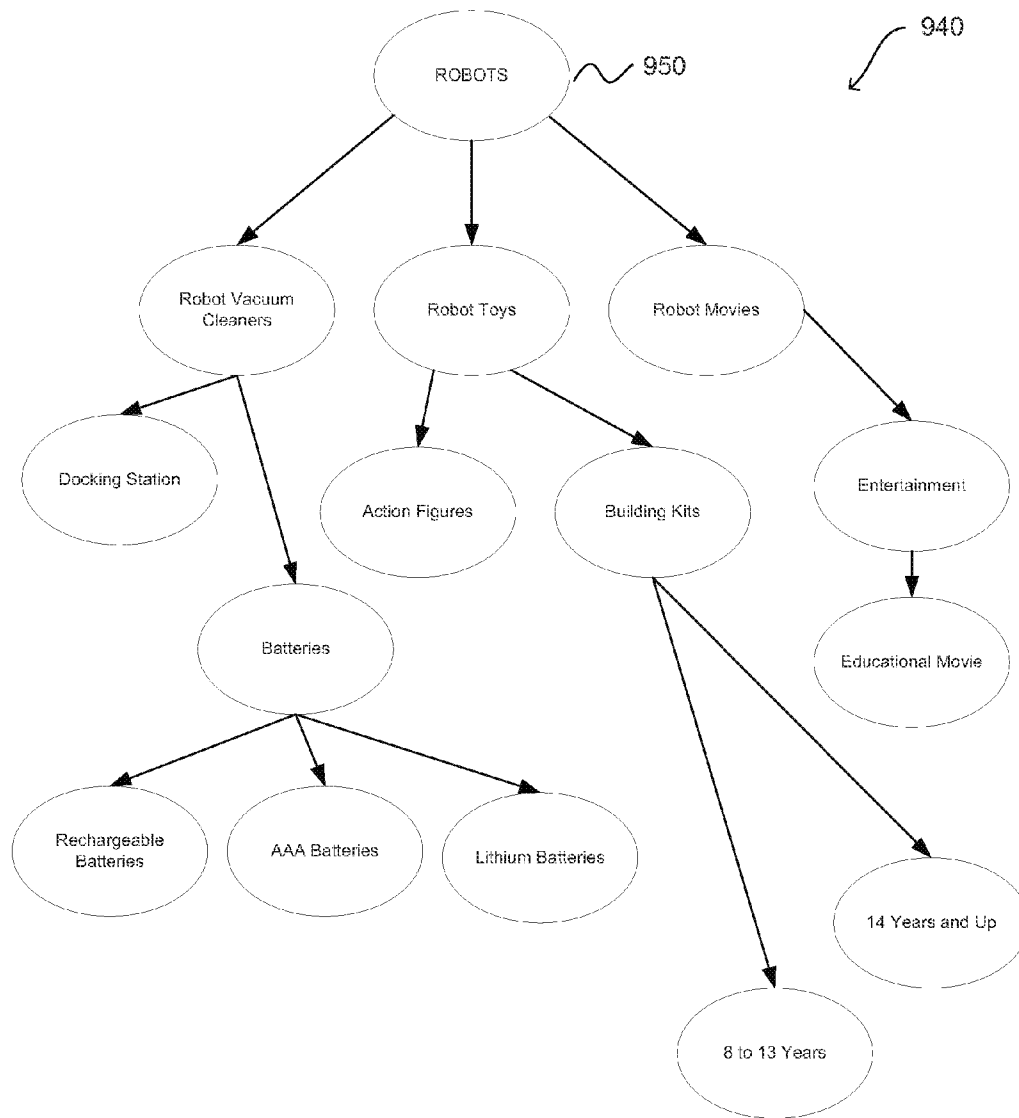 940
ROBOTS
950
Robot Vacuum
Cleaners
Robot Toys
Robot Movies
Docking Station
Action Figures
Building Kits
Entertainment
Batteries
Educational Movie
Rechargeable
Batteries
AAA Batteries
Lithium Batteries
14 Years and Up
8 to 13 Years